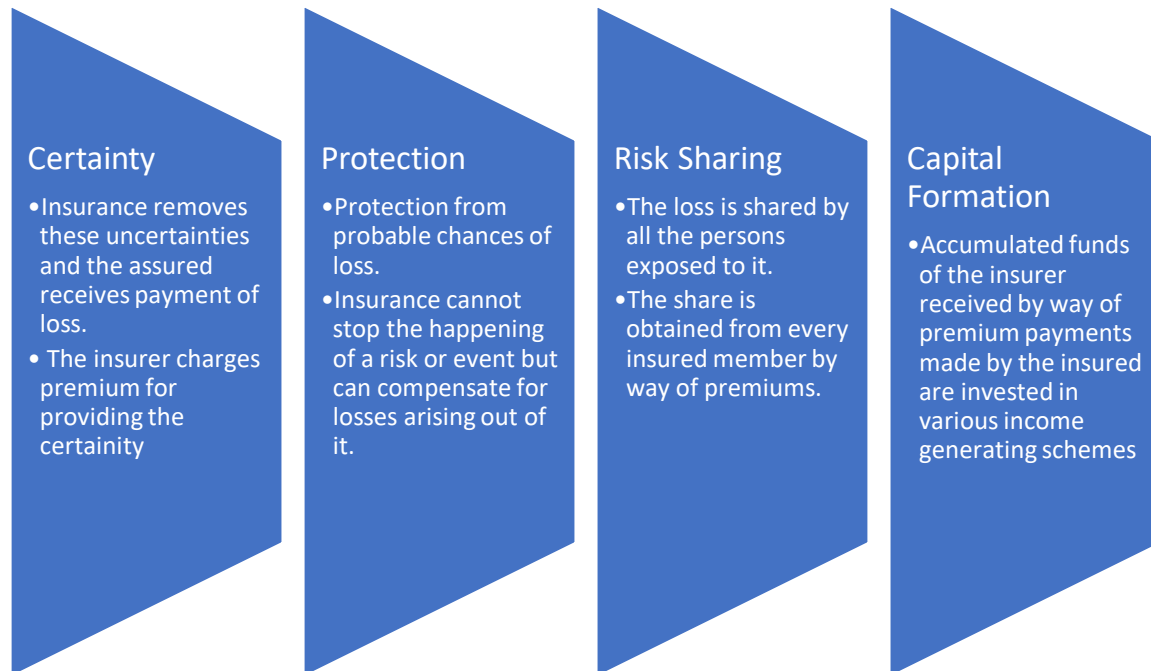 Certainty
•Insurance removes
these uncertainties
and the assured
receives payment of
loss.
• The insurer charges
premium for
providing the
certainity
Protection
•Protection from
probable chances of
loss.
•Insurance cannot
stop the happening
of a risk or event but
can compensate for
losses arising out of
it.
Risk Sharing
•The loss is shared by
all the persons
exposed to it.
•The share is
obtained from every
insured member by
way of premiums.
Capital
Formation
•Accumulated funds
of the insurer
received by way of
premium payments
made by the insured
are invested in
various income
generating schemes